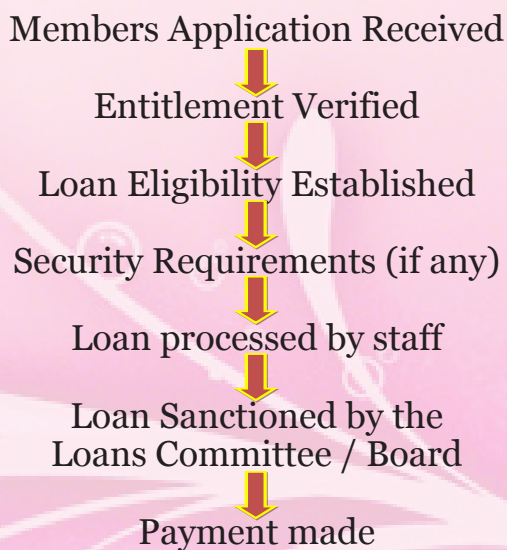 Members Application Received
Entitlement Verified
Loan Eligibility Established
Security Requirements (if any)
Loan processed by staff
Loan Sanctioned by the
Loans Committee / Board
Payment made